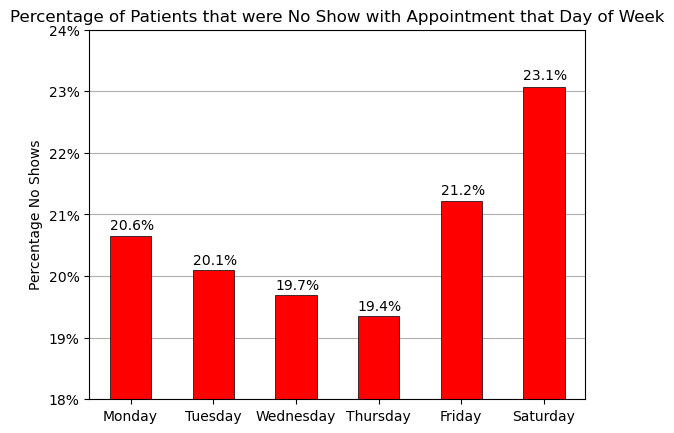 Percentage of Patients that were No Show with Appointment that Day of Week
24%
23%
22%
21%
20%
19%
18%
Percentage No Shows
20.6%
20.1%
19.7%
19.4%
21.2%
23.1%
Monday
Tuesday
Wednesday
Thursday
Friday
Saturday